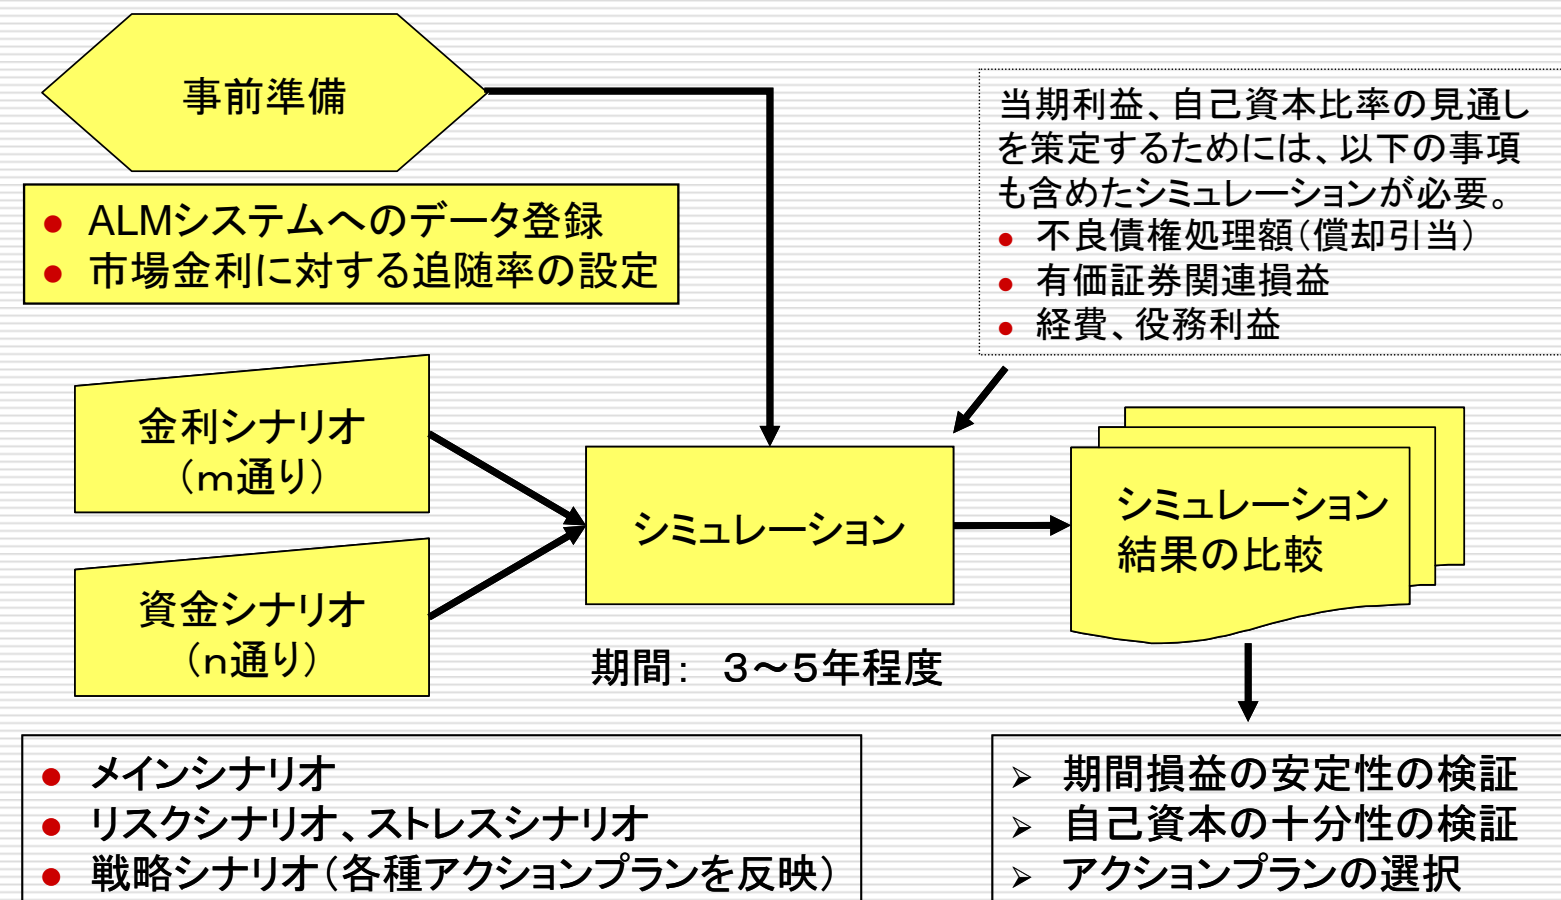 事前準備
● ALMシステムへのデータ登録
● 市場金利に対する追随率の設定
当期利益、自己資本比率の見通し
を策定するためには、以下の事項
も含めたシミュレーションが必要。
● 不良債権処理額（償却引当）
● 有価証券関連損益
● 経費、役務利益
金利シナリオ
（ｍ通り）
資金シナリオ
（ｎ通り）
シミュレーション
期間： ３～５年程度
シミュレーション
結果の比較
● メインシナリオ
● リスクシナリオ、ストレスシナリオ
● 戦略シナリオ（各種アクションプランを反映）
➢ 期間損益の安定性の検証
➢ 自己資本の十分性の検証
➢ アクションプランの選択